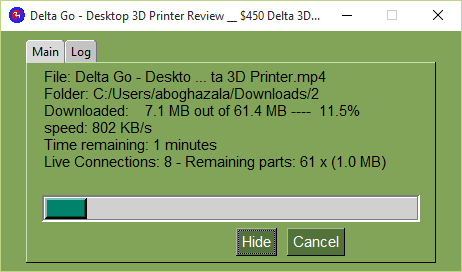 Delta Go - Desktop 3D Printer Review __ $450 Delta 3D...
Main Log
File: Delta Go - Deskto ... ta 3D Printer.mp4
Folder: C:/Users/aboghazala/Downloads/2
Downloaded: 7.1 MB out of 61.4 MB ---- 11.5%
speed: 802 KB/s
Time remaining: 1 minutes
Live Connections: 8 - Remaining parts: 61 x (1.0 MB)
Hide Cancel